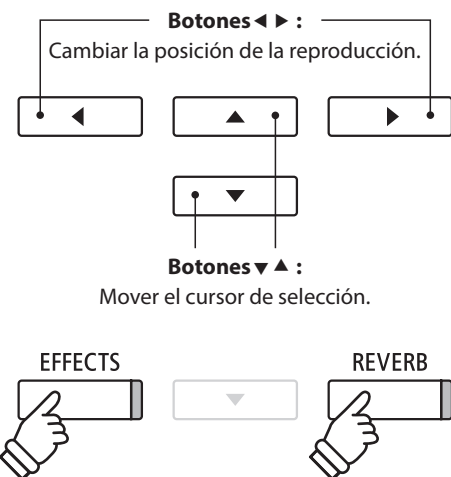 Botones◀ ▶ :
Cambiar la posición de la reproducción.
Botones▼ ▲ :
Mover el cursor de selección.
EFFECTS REVERB